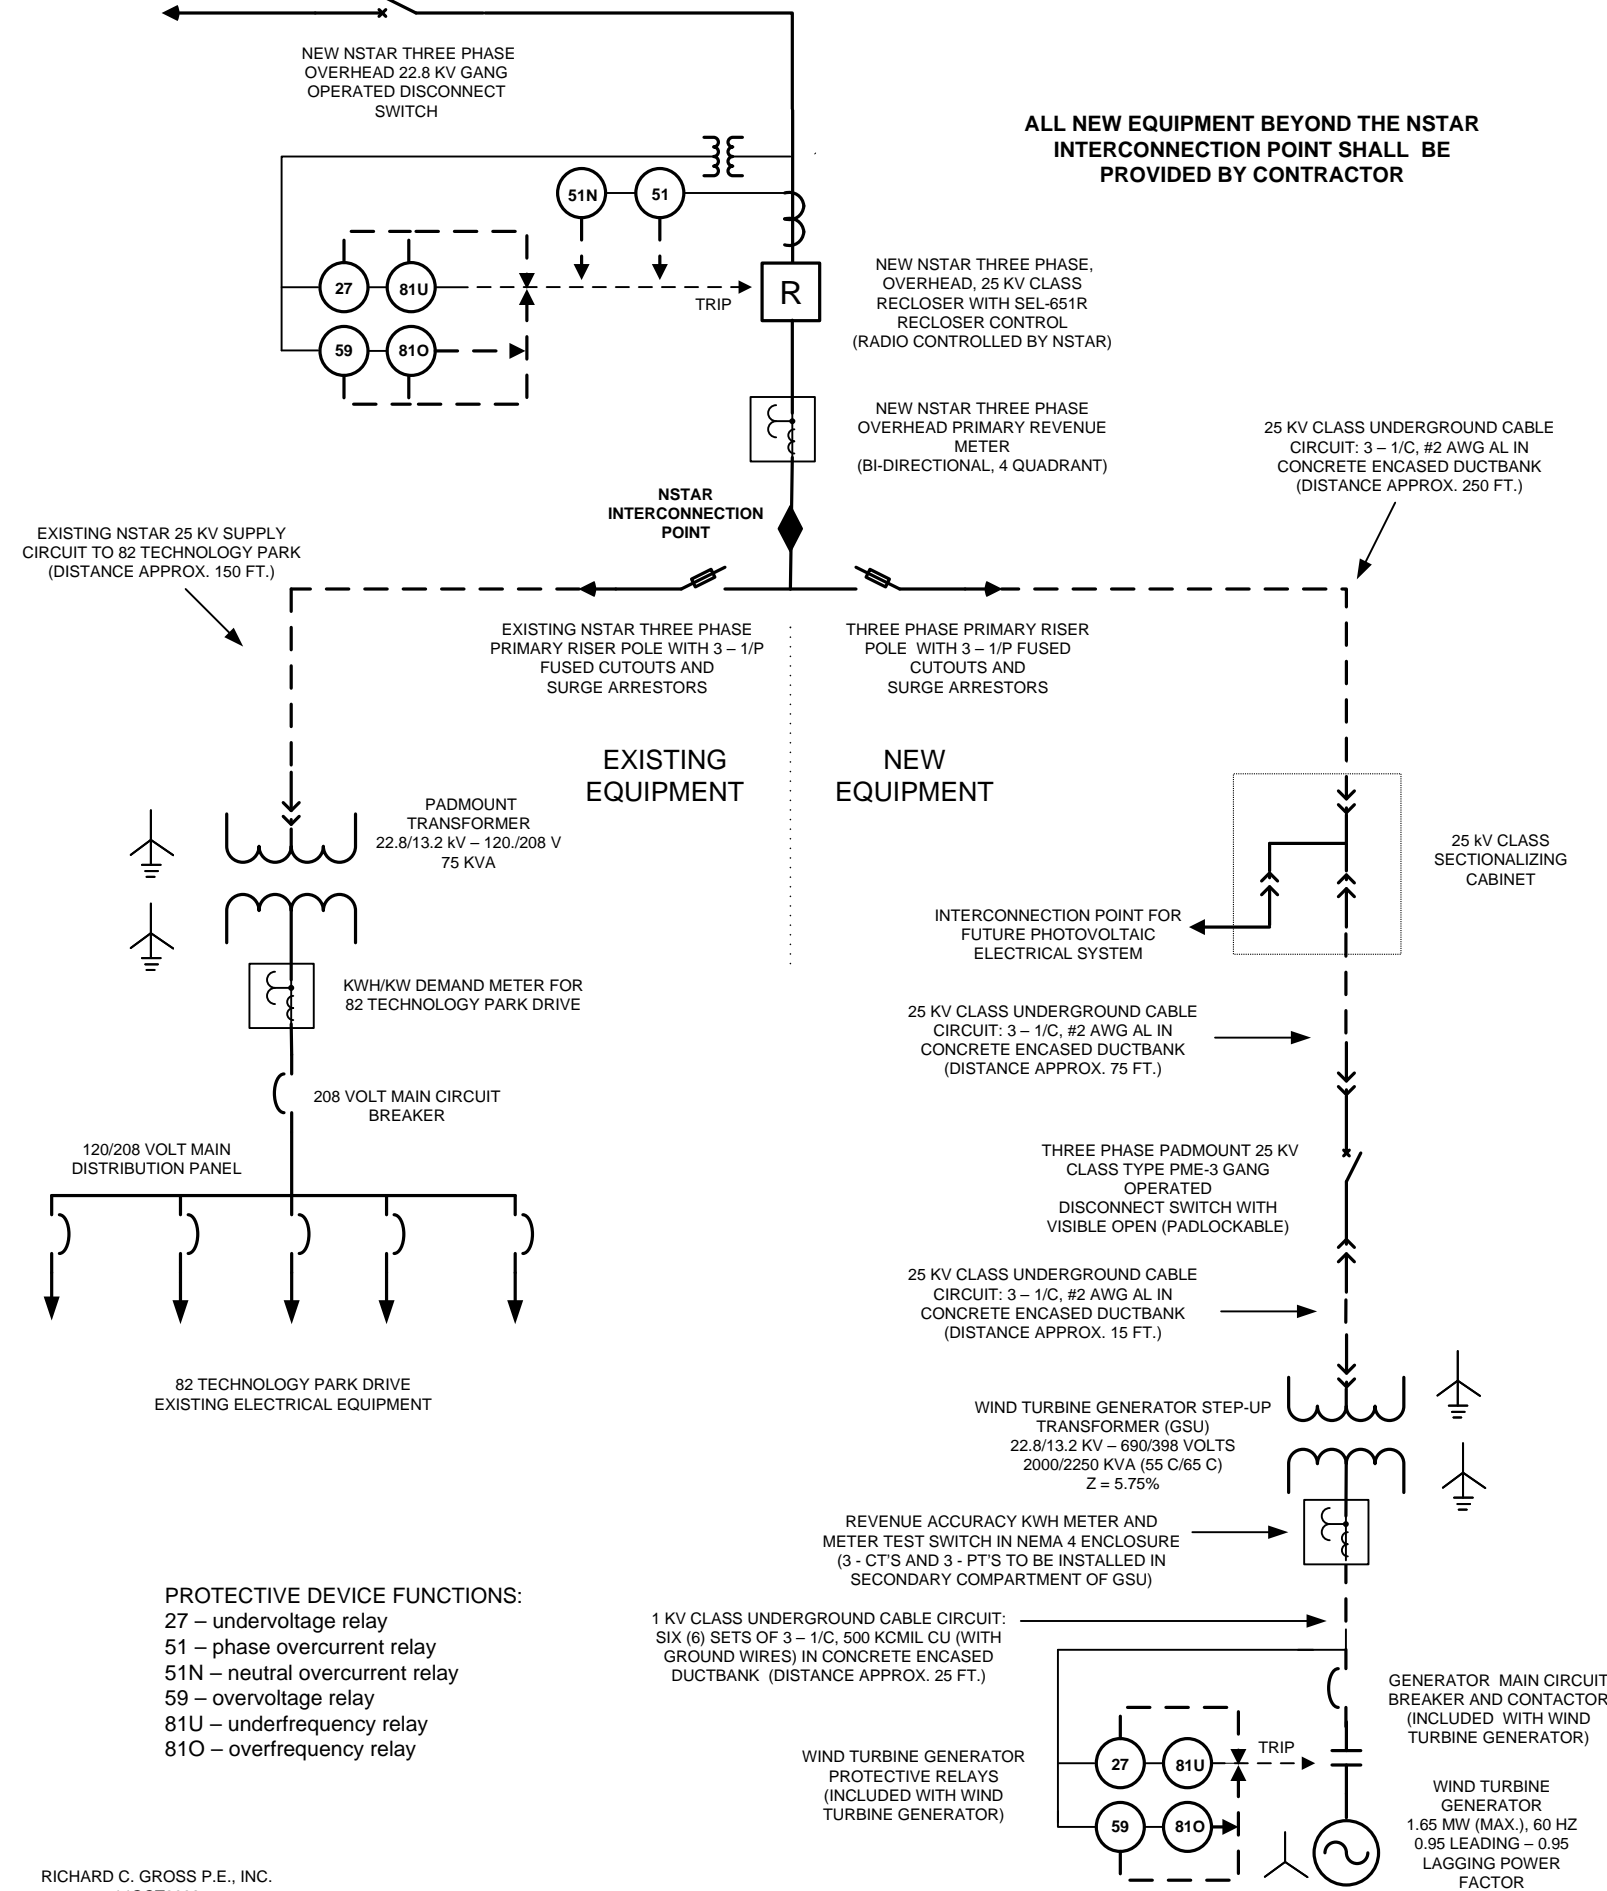 NEW NSTAR THREE PHASE
OVERHEAD 22.8 KV GANG
OPERATED DISCONNECT
SWITCH
ALL NEW EQUIPMENT BEYOND THE NSTAR
INTERCONNECTION POINT SHALL BE
PROVIDED BY CONTRACTOR
51N
51
27
81U
59
81O
TRIP
R
NEW NSTAR THREE PHASE,
OVERHEAD, 25 KV CLASS
RECLOSER WITH SEL-651R
RECLOSER CONTROL
(RADIO CONTROLLED BY NSTAR)
NEW NSTAR THREE PHASE
OVERHEAD PRIMARY REVENUE
METER
(BI-DIRECTIONAL, 4 QUADRANT)
25 KV CLASS UNDERGROUND CABLE
CIRCUIT: 3 – 1/C, #2 AWG AL IN
CONCRETE ENCASED DUCTBANK
(DISTANCE APPROX. 250 FT.)
NSTAR
INTERCONNECTION
POINT
EXISTING NSTAR 25 KV SUPPLY
CIRCUIT TO 82 TECHNOLOGY PARK
(DISTANCE APPROX. 150 FT.)
EXISTING NSTAR THREE PHASE
PRIMARY RISER POLE WITH 3 – 1/P
FUSED CUTOUTS AND
SURGE ARRESTORS
THREE PHASE PRIMARY RISER
POLE WITH 3 – 1/P FUSED
CUTOUTS AND
SURGE ARRESTORS
EXISTING
EQUIPMENT
NEW
EQUIPMENT
PADMOUNT
TRANSFORMER
22.8/13.2 kV – 120./208 V
75 KVA
25 kV CLASS
SECTIONALIZING
CABINET
INTERCONNECTION POINT FOR
FUTURE PHOTOVOLTAIC
ELECTRICAL SYSTEM
KWH/KW DEMAND METER FOR
82 TECHNOLOGY PARK DRIVE
25 KV CLASS UNDERGROUND CABLE
CIRCUIT: 3 – 1/C, #2 AWG AL IN
CONCRETE ENCASED DUCTBANK
(DISTANCE APPROX. 75 FT.)
208 VOLT MAIN CIRCUIT
BREAKER
120/208 VOLT MAIN
DISTRIBUTION PANEL
THREE PHASE PADMOUNT 25 KV
CLASS TYPE PME-3 GANG
OPERATED
DISCONNECT SWITCH WITH
VISIBLE OPEN (PADLOCKABLE)
25 KV CLASS UNDERGROUND CABLE
CIRCUIT: 3 – 1/C, #2 AWG AL IN
CONCRETE ENCASED DUCTBANK
(DISTANCE APPROX. 15 FT.)
82 TECHNOLOGY PARK DRIVE
EXISTING ELECTRICAL EQUIPMENT
WIND TURBINE GENERATOR STEP-UP
TRANSFORMER (GSU)
22.8/13.2 KV – 690/398 VOLTS
2000/2250 KVA (55 C/65 C)
Z = 5.75%
REVENUE ACCURACY KWH METER AND
METER TEST SWITCH IN NEMA 4 ENCLOSURE
(3 - CT'S AND 3 - PT'S TO BE INSTALLED IN
SECONDARY COMPARTMENT OF GSU)
PROTECTIVE DEVICE FUNCTIONS:
27 – undervoltage relay
51 – phase overcurrent relay
51N – neutral overcurrent relay
59 – overvoltage relay
81U – underfrequency relay
81O – overfrequency relay
1 KV CLASS UNDERGROUND CABLE CIRCUIT:
SIX (6) SETS OF 3 – 1/C, 500 KCMIL CU (WITH
GROUND WIRES) IN CONCRETE ENCASED
DUCTBANK (DISTANCE APPROX. 25 FT.)
GENERATOR MAIN CIRCUIT
BREAKER AND CONTACTOR
(INCLUDED WITH WIND
TURBINE GENERATOR)
WIND TURBINE GENERATOR
PROTECTIVE RELAYS
(INCLUDED WITH WIND
TURBINE GENERATOR)
27
81U
TRIP
59
81O
WIND TURBINE
GENERATOR
1.65 MW (MAX.), 60 HZ
0.95 LEADING – 0.95
LAGGING POWER
FACTOR
RICHARD C. GROSS P.E., INC.